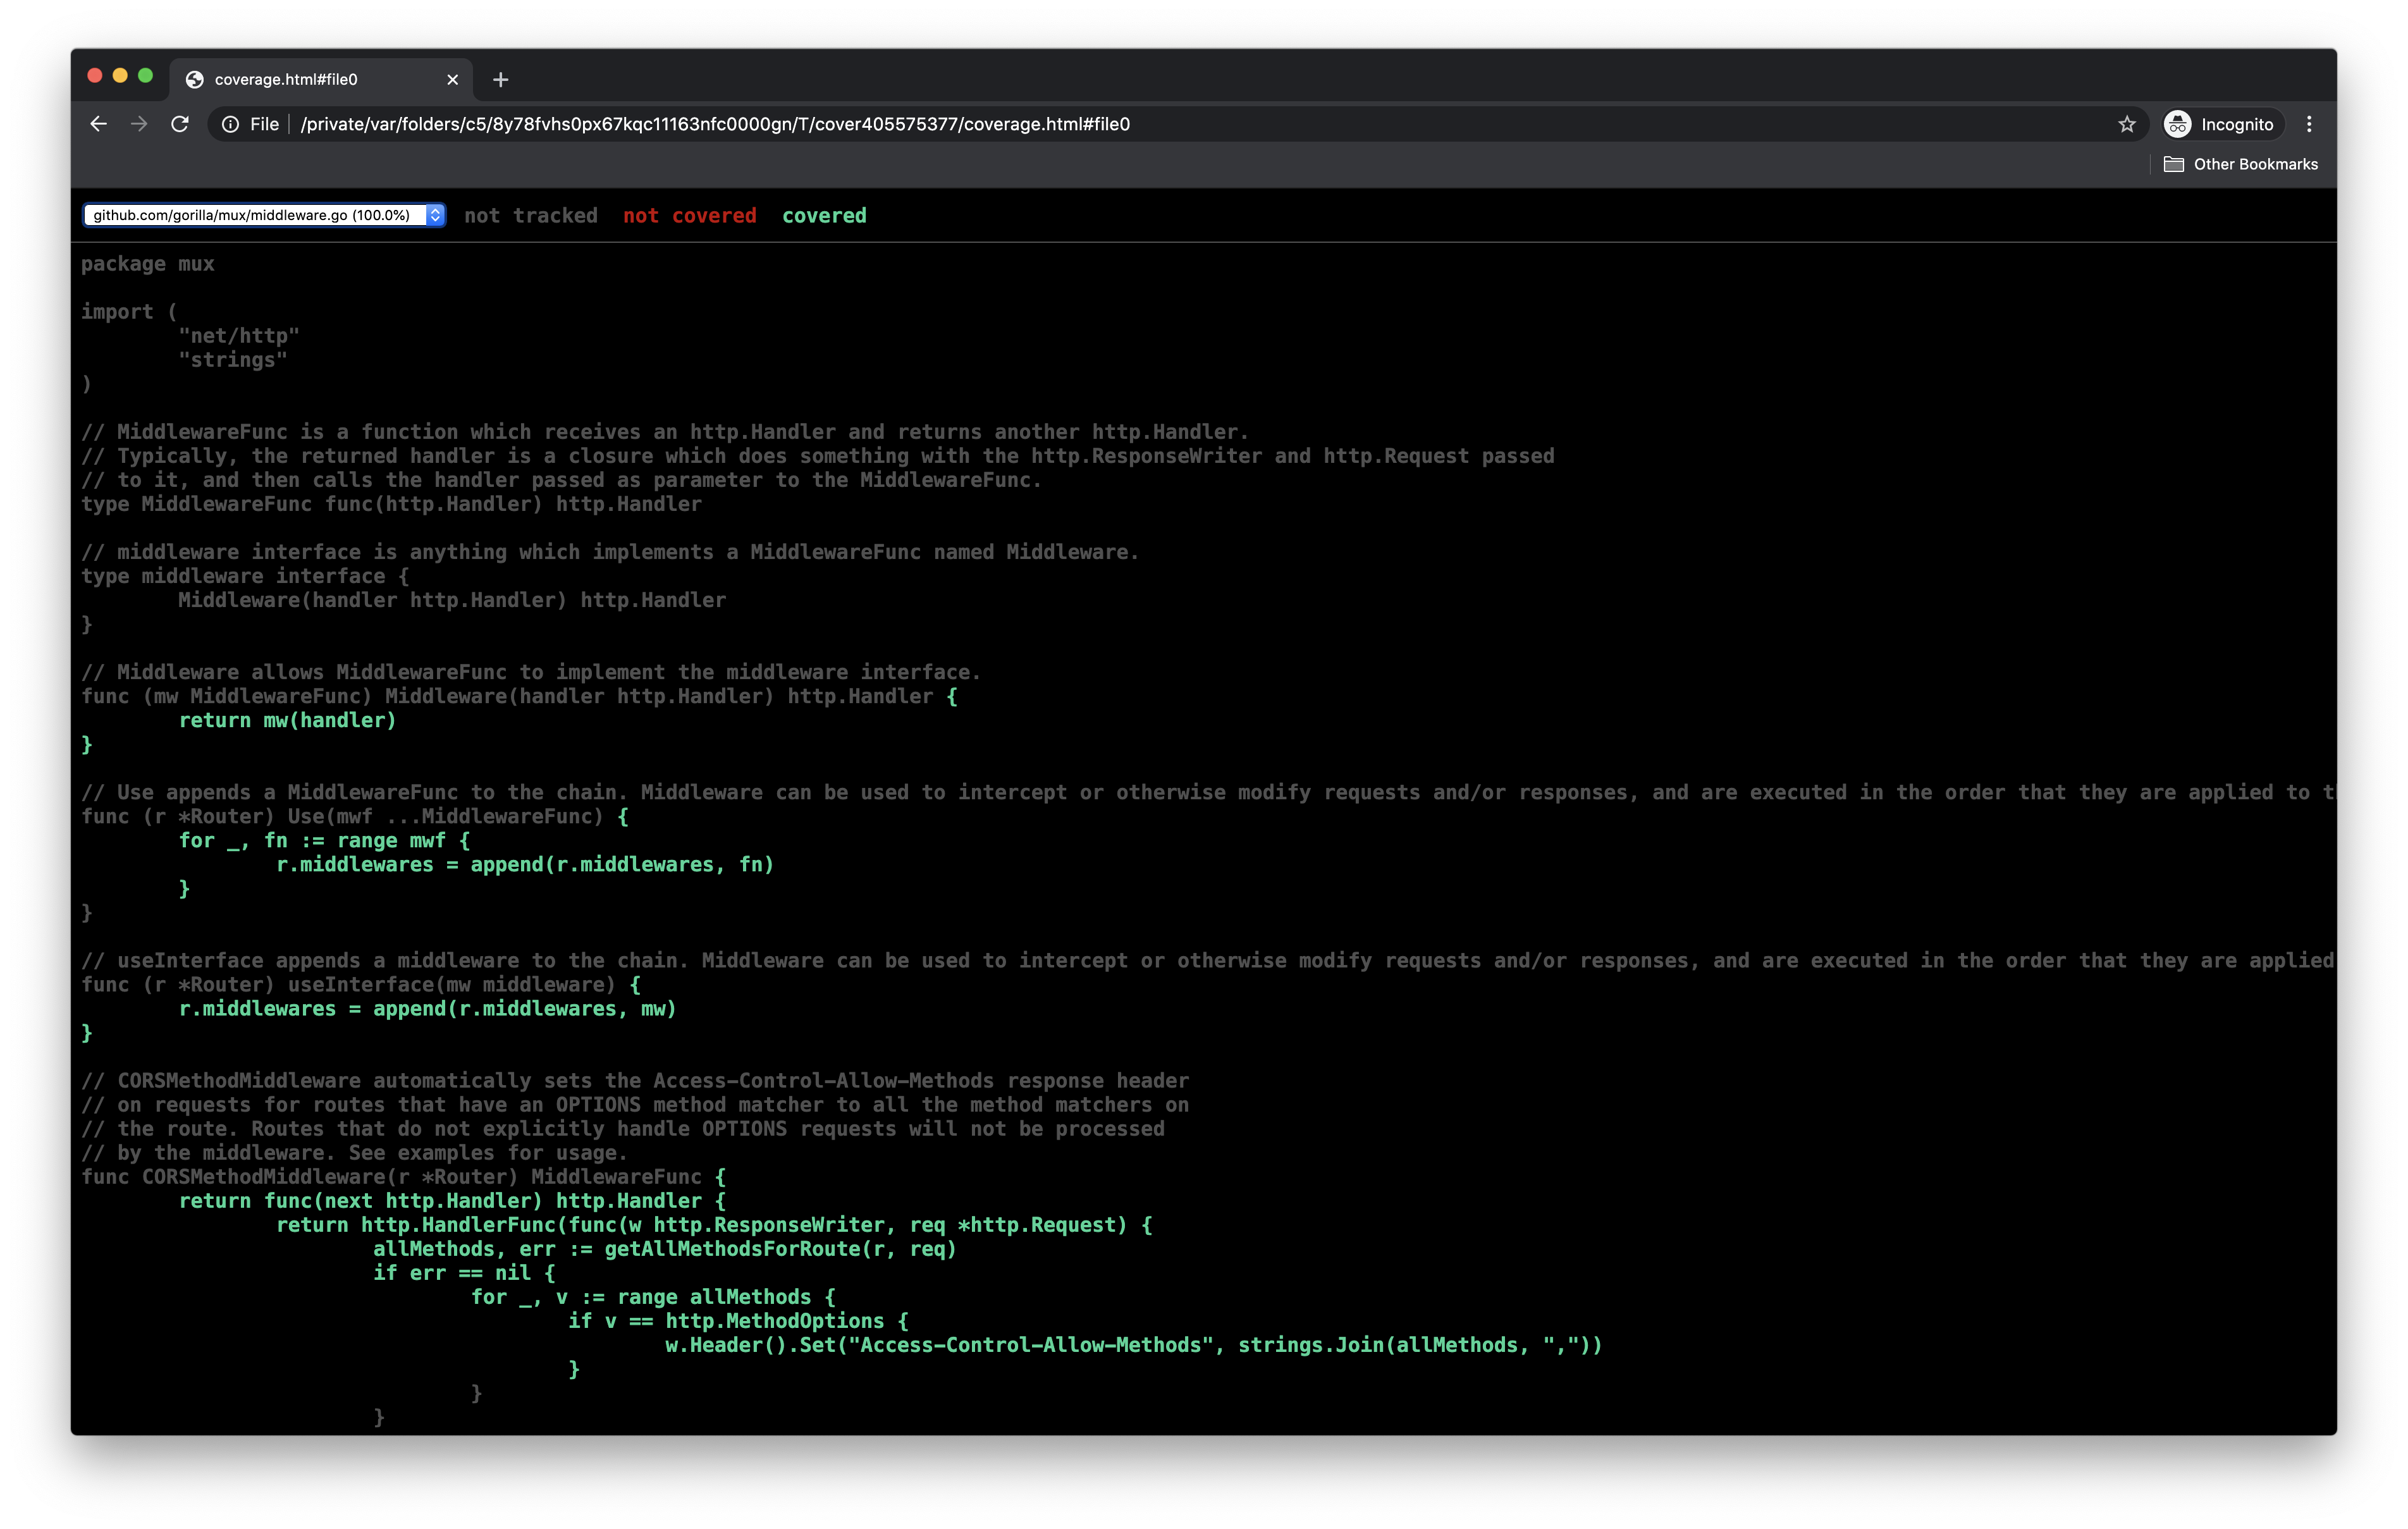 coverage.html#file0
File /private/var/folders/c5/8y78fvhs0px67kqc11163nfc0000gn/T/cover405575377/coverage.html#file0 Incognito
Other Bookmarks
github.com/gorilla/mux/middleware.go (100.0%) not tracked not covered covered
package mux
import (
"net/http"
"strings"
)
// MiddlewareFunc is a function which receives an http.Handler and returns another http.Handler.
// Typically, the returned handler is a closure which does something with the http.ResponseWriter and http.Request passed
// to it, and then calls the handler passed as parameter to the MiddlewareFunc.
type MiddlewareFunc func(http.Handler) http.Handler
// middleware interface is anything which implements a MiddlewareFunc named Middleware.
type middleware interface {
Middleware(handler http.Handler) http.Handler
}
// Middleware allows MiddlewareFunc to implement the middleware interface.
func (mw MiddlewareFunc) Middleware(handler http.Handler) http.Handler {
return mw(handler)
}
// Use appends a MiddlewareFunc to the chain. Middleware can be used to intercept or otherwise modify requests and/or responses, and are executed in the order that they are applied to
func (r *Router) Use(mwf ...MiddlewareFunc) {
for _, fn := range mwf {
r.middlewares = append(r.middlewares, fn)
}
}
// useInterface appends a middleware to the chain. Middleware can be used to intercept or otherwise modify requests and/or responses, and are executed in the order that they are applied
func (r *Router) useInterface(mw middleware) {
r.middlewares = append(r.middlewares, mw)
}
// CORSMethodMiddleware automatically sets the Access-Control-Allow-Methods response header
// on requests for routes that have an OPTIONS method matcher to all the method matchers on
// the route. Routes that do not explicitly handle OPTIONS requests will not be processed
// by the middleware. See examples for usage.
func CORSMethodMiddleware(r *Router) MiddlewareFunc {
return func(next http.Handler) http.Handler {
return http.HandlerFunc(func(w http.ResponseWriter, req *http.Request) {
allMethods, err := getAllMethodsForRoute(r, req)
if err == nil {
for _, v := range allMethods {
if v == http.MethodOptions {
w.Header().Set("Access-Control-Allow-Methods", strings.Join(allMethods, ","))
}
}
}